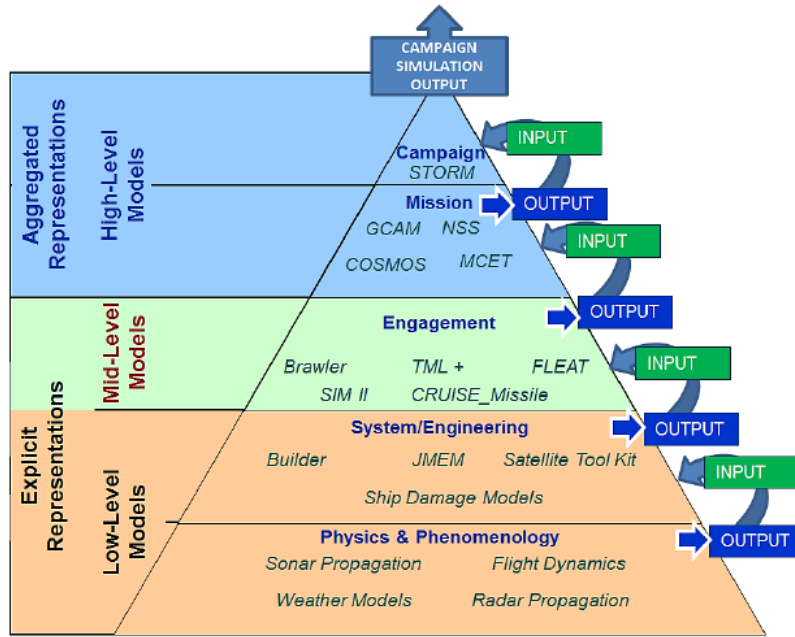 CAMPAIGN
SIMULATION
OUTPUT
Aggregated
Representations
High-Level
Models
Campaign
STORM
INPUT
Mission
OUTPUT
GCAM NSS
INPUT
COSMOS MCET
Mid-Level
Models
Engagement
OUTPUT
Brawler TML + FLEAT
INPUT
SIM II CRUISE_Missile
Explicit
Representations
Low-Level
Models
System/Engineering
OUTPUT
Builder JMEM Satellite Tool Kit
INPUT
Ship Damage Models
Physics & Phenomenology
OUTPUT
Sonar Propagation Flight Dynamics
Weather Models Radar Propagation